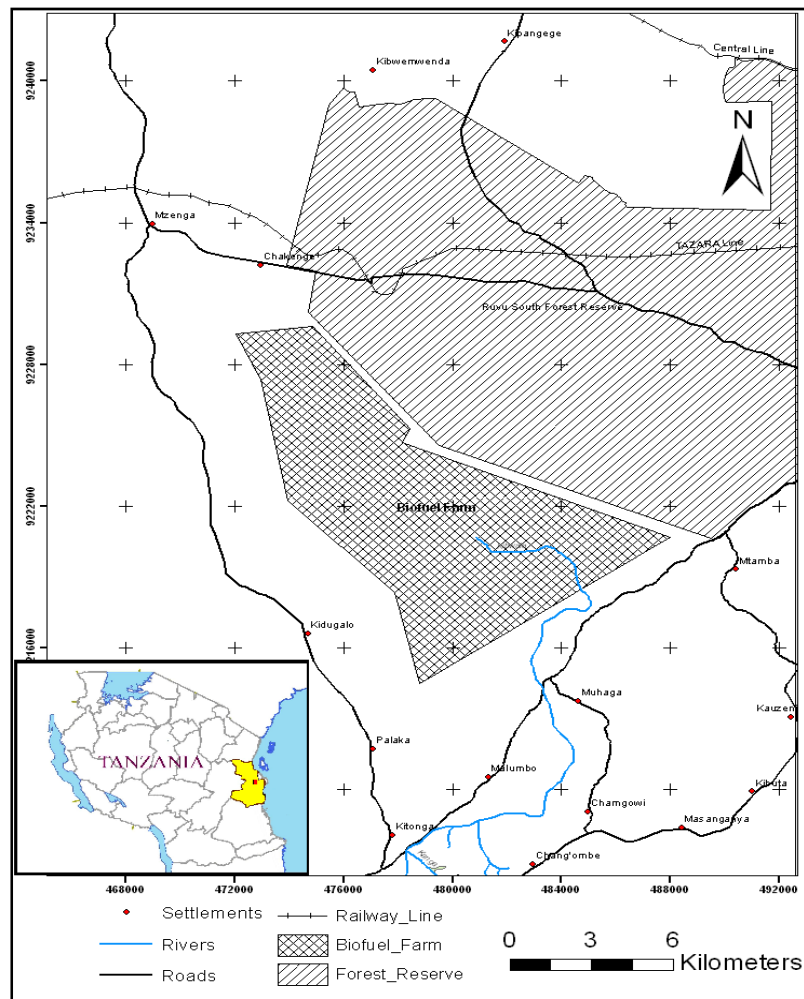 Kipangege
Central Line
Kibwemwenda
9240000
N
Mzenga
9234000
TAZARA Line
Chakenge
Ruvu South Forest Reserve
9228000
9222000
Biofuel Farm
Mtamba
Kidugalo
9216000
Muhaga
Kauzeni
Palaka
Malumbo
TANZANIA
Kibuta
Chamgowi
Masanganya
Kitonga
Chang'ombe
468000 472000 476000 480000 484000 488000 492000
Settlements
Railway_Line
Rivers
Biofuel_Farm
Roads
Forest_Reserve
0 3 6
Kilometers